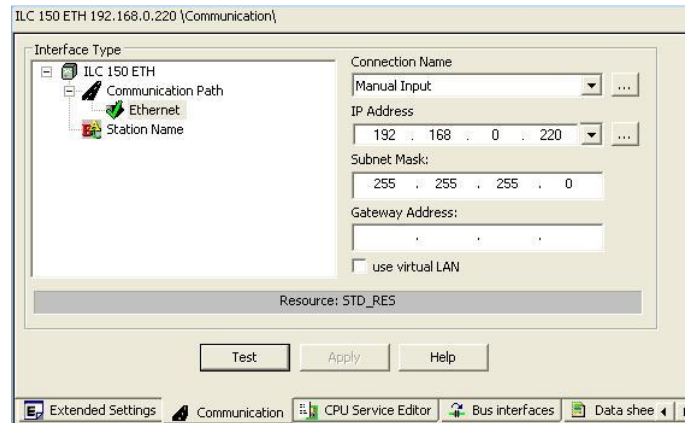 ILC 150 ETH 192.168.0.220 \Communication\
Interface Type
ILC 150 ETH
Communication Path
Ethernet
Station Name
Connection Name
Manual Input
...
IP Address
192 . 168 . 0 . 220
...
Subnet Mask:
255 . 255 . 255 . 0
Gateway Address:
. . .
use virtual LAN
Resource: STD_RES
Test Apply Help
Extended Settings Communication CPU Service Editor Bus interfaces Data shee